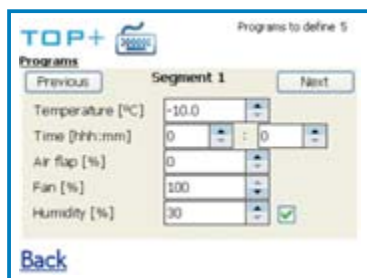 TOP+ Programs to define 5
Programs
Previous Segment 1 Next
Temperature [°C] -10.0
Time [hhh:mm] 0 : 0
Air flap [%] 0
Fan [%] 100
Humidity [%] 30
Back